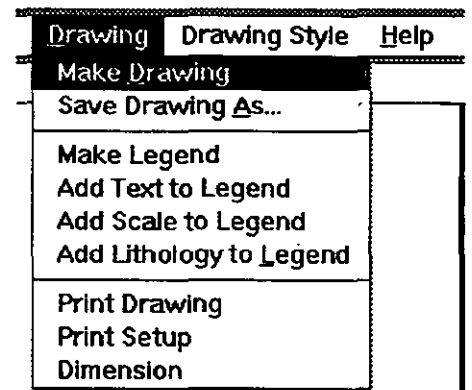 Drawing Drawing Style Help
Make Drawing
Save Drawing As...
Make Legend
Add Text to Legend
Add Scale to Legend
Add Lithology to Legend
Print Drawing
Print Setup
Dimension